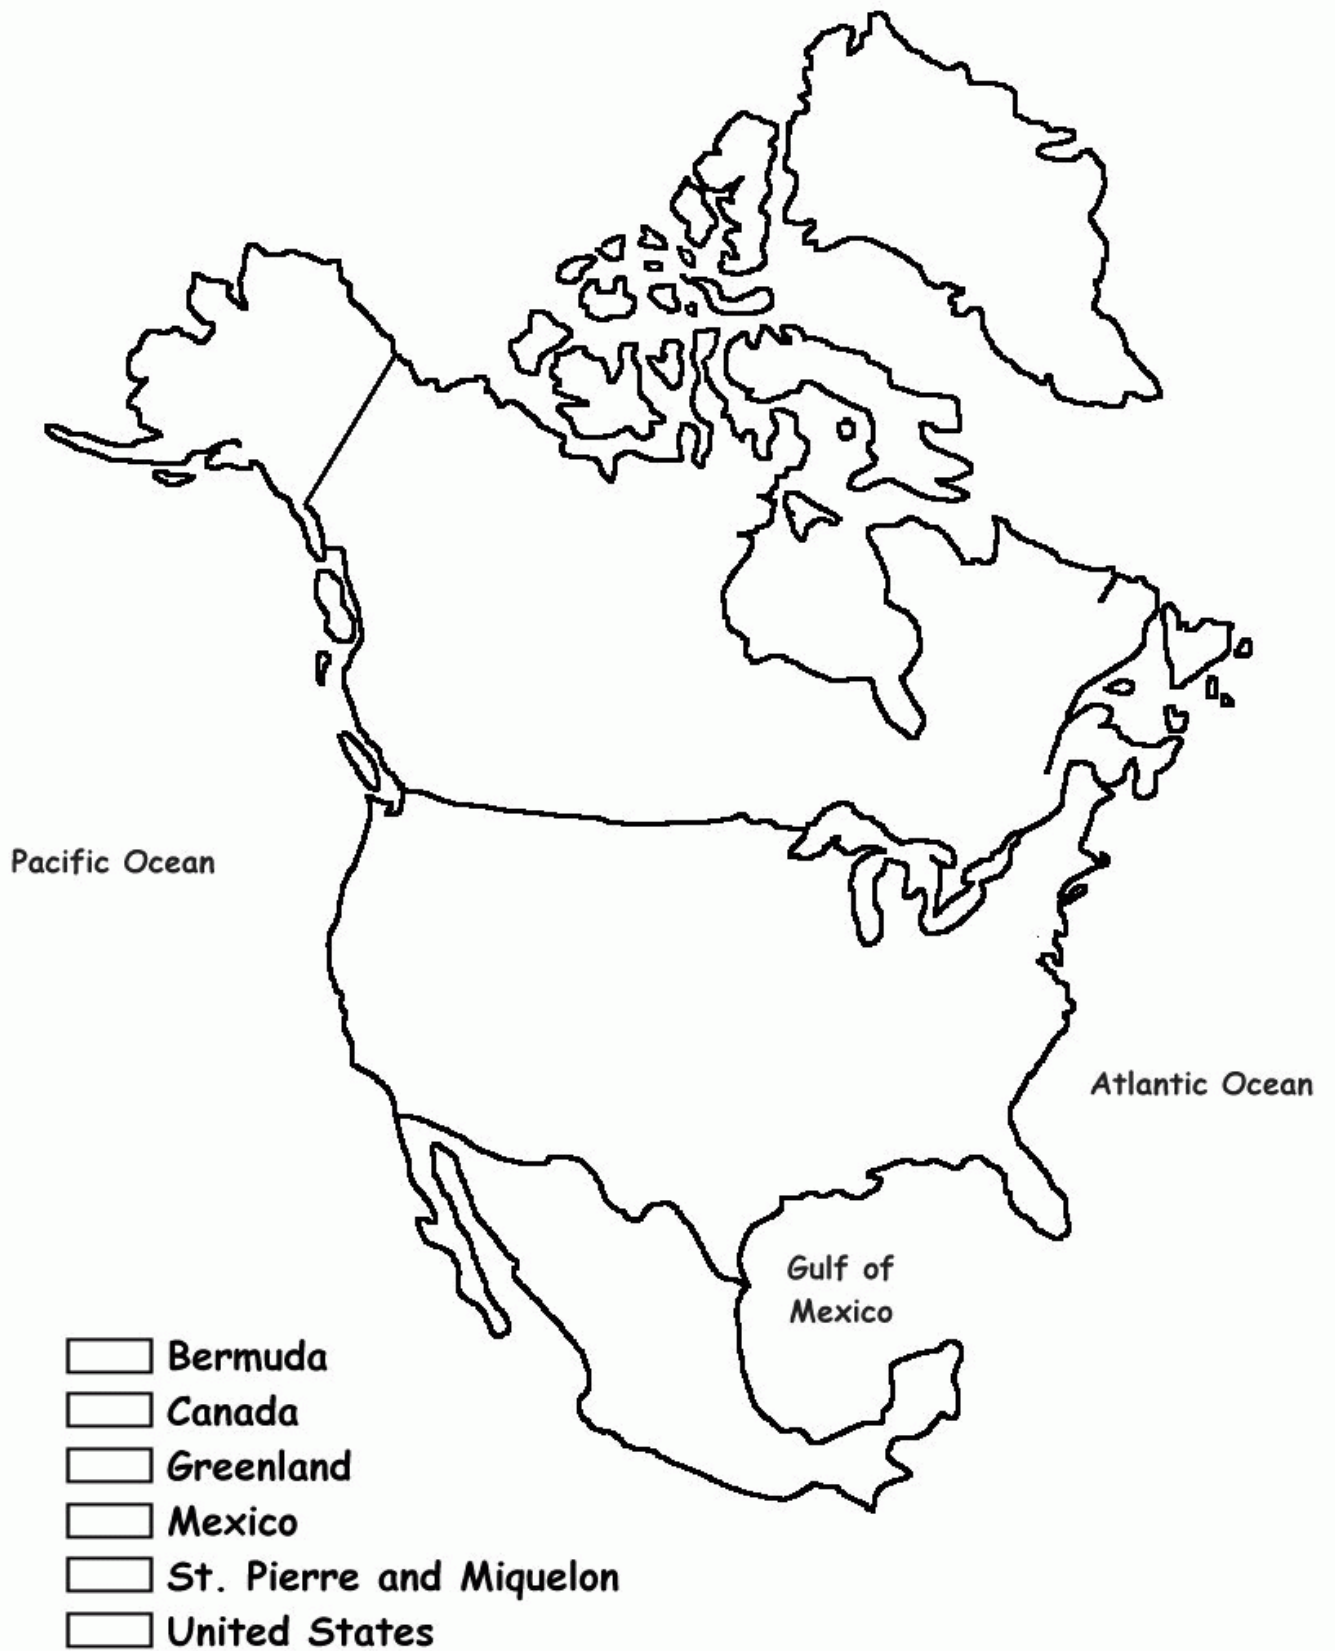 Pacific Ocean
Atlantic Ocean
Gulf of
Mexico
Bermuda
Canada
Greenland
Mexico
St. Pierre and Miquelon
United States